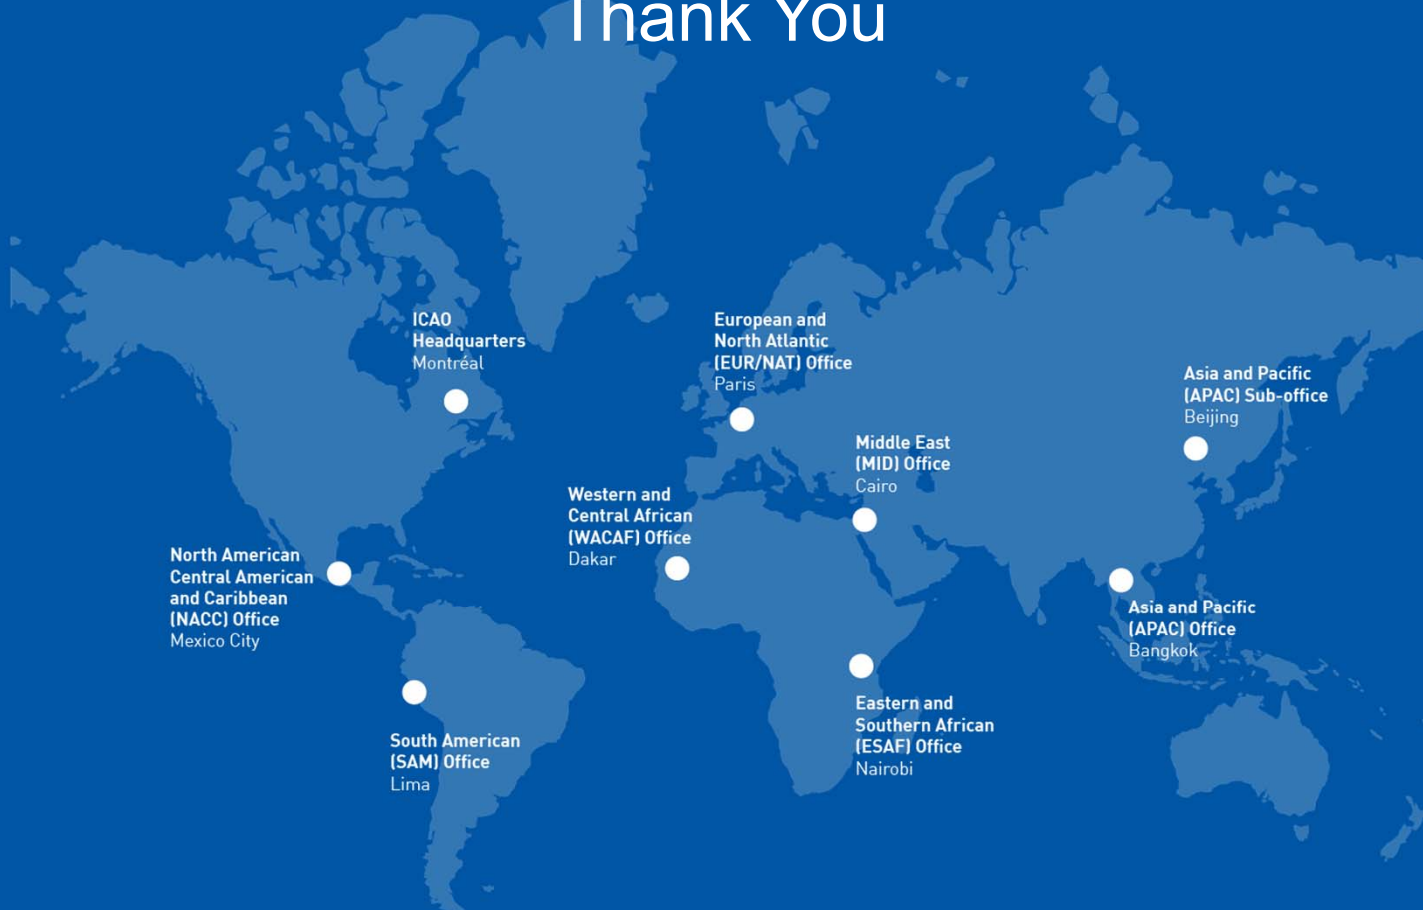 Thank You
ICAO
Headquarters
Montréal
European and
North Atlantic
(EUR/NAT) Office
Paris
Asia and Pacific
(APAC) Sub-office
Beijing
Middle East
(MID) Office
Cairo
Western and
Central African
(WACAF) Office
Dakar
North American
Central American
and Caribbean
(NACC) Office
Mexico City
Asia and Pacific
(APAC) Office
Bangkok
Eastern and
Southern African
(ESAF) Office
Nairobi
South American
(SAM) Office
Lima